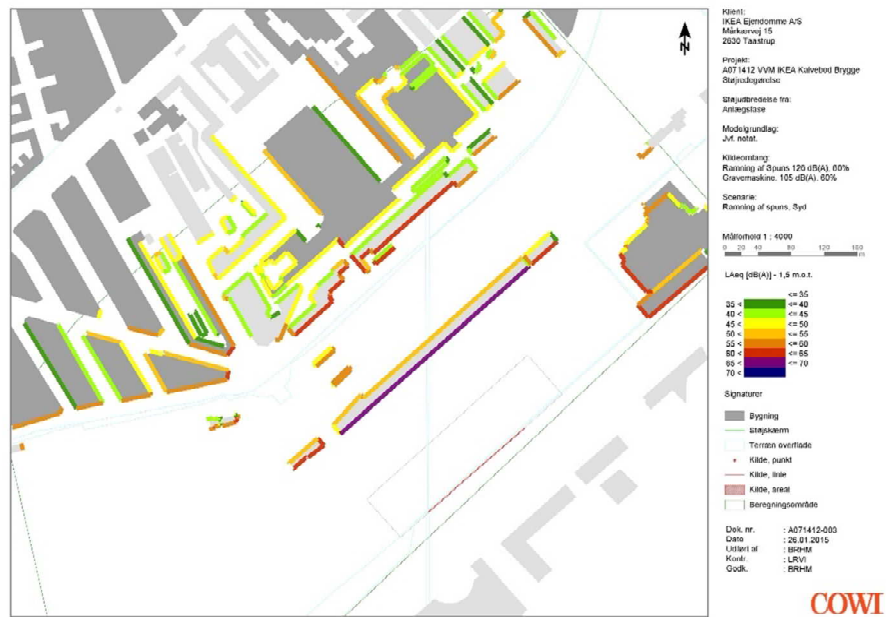 Klient:
IKEA Ejendomme A/S
Mårkærvej 15
2630 Taastrup
Projekt:
A071412 VVM IKEA Kalvebod Brygge
Støjredegørelse
Støjudbredelse fra:
Anlægsfase
Modelgrundlag:
Jvf. notat.
Kildeomfang:
Ramning af Spuns 120 dB(A),
Gravemaskine, 105 dB(A), 60%
Scenarie:
Ramning af spuns, Syd
Målforhold 1 : 4000
0 20 40 80 120 160
LAeq [dB(A)] - 1,5 m.o.t.
<= 35
35 < <= 40
40 < <= 45
45 < <= 50
50 < <= 55
55 < <= 60
60 < <= 65
65 < <= 70
70 <
Signaturer
Bygning
Støjskærm
Terræn overflade
Kilde, punkt
Kilde, linie
Kilde, areal
Beregningsområde
Dok. nr. : A071412-003
Dato : 26.01.2015
Udført af : BRHM
Kontr. : LRVI
Godk. : BRHM
COWI